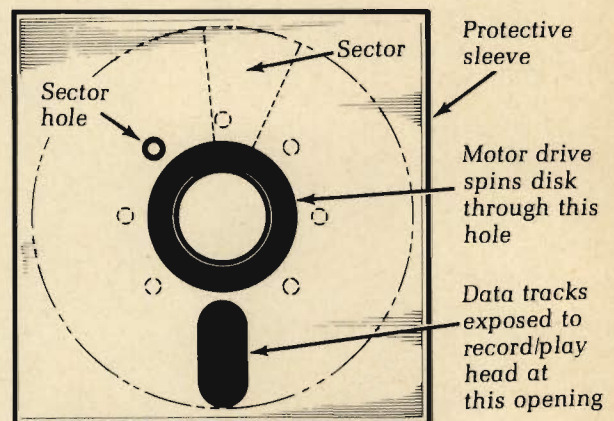 Sector
Sector
hole
Protective
sleeve
Motor drive
spins disk
through this
hole
Data tracks
exposed to
record/play
head at
this opening